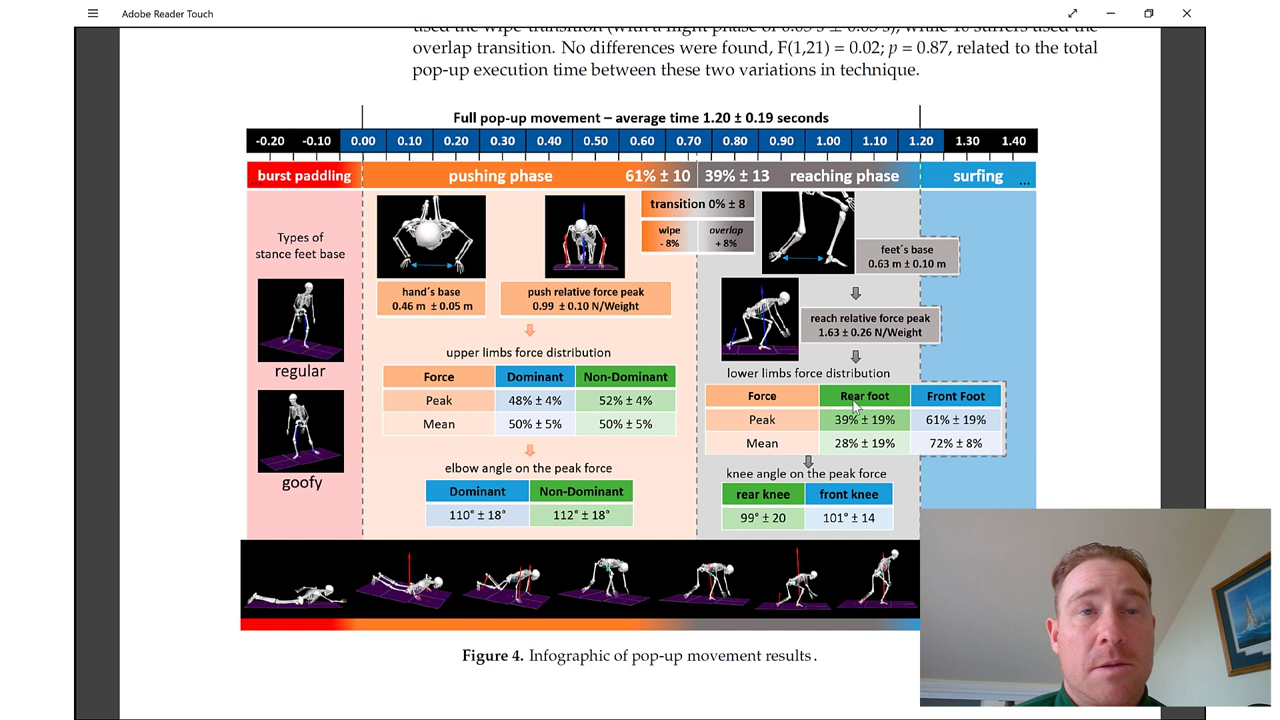 Adobe Reader Touch
overlap transition. No differences were found, F(1,21) = 0.02; p = 0.87, related to the total
pop-up execution time between these two variations in technique.
Full pop-up movement – average time 1.20 ± 0.19 seconds
-0.20 -0.10 0.00 0.10 0.20 0.30 0.40 0.50 0.60 0.70 0.80 0.90 1.00 1.10 1.20 1.30 1.40
... burst paddling pushing phase 61% ± 10 39% ± 13 reaching phase surfing ...
Types of
stance feet base
regular
goofy
hand´s base
0.46 m ± 0.05 m
push relative force peak
0.99 ± 0.10 N/Weight
upper limbs force distribution
Force Dominant Non-Dominant
Peak 48% ± 4% 52% ± 4%
Mean 50% ± 5% 50% ± 5%
elbow angle on the peak force
Dominant Non-Dominant
110° ± 18° 112° ± 18°
transition 0% ± 8
wipe overlap
- 8% + 8%
feet´s base
0.63 m ± 0.10 m
reach relative force peak
1.63 ± 0.26 N/Weight
lower limbs force distribution
Force Rear foot Front Foot
Peak 39% ± 19% 61% ± 19%
Mean 28% ± 19% 72% ± 8%
knee angle on the peak force
rear knee front knee
99° ± 20 101° ± 14
Figure 4. Infographic of pop-up movement results.